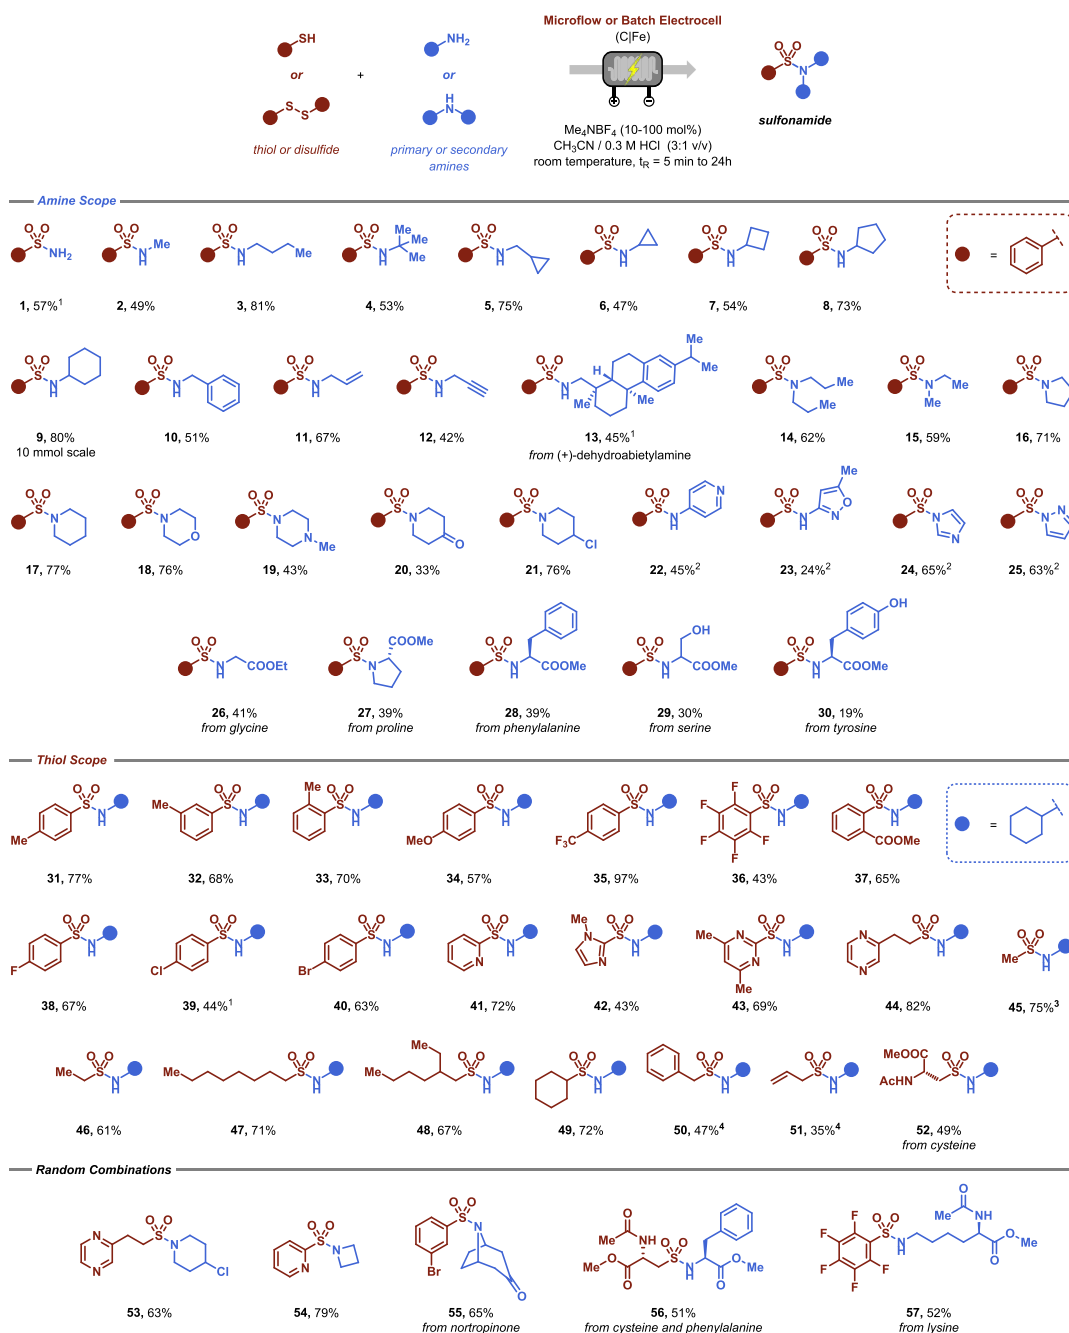 Microflow or Batch Electrocell
(C|Fe)
SH
or
S S
thiol or disulfide
+
NH2
or
H
N
primary or secondary
amines
Me4NBF4 (10-100 mol%)
CH3CN / 0.3 M HCl (3:1 v/v)
room temperature, tR = 5 min to 24h
O O
S
N
sulfonamide
Amine Scope
1, 57%1
2, 49%
3, 81%
4, 53%
5, 75%
6, 47%
7, 54%
8, 73%
=
9, 80%
10 mmol scale
10, 51%
11, 67%
12, 42%
13, 45%1
from (+)-dehydroabietylamine
14, 62%
15, 59%
16, 71%
17, 77%
18, 76%
19, 43%
20, 33%
21, 76%
22, 45%2
23, 24%2
24, 65%2
25, 63%2
26, 41%
from glycine
27, 39%
from proline
28, 39%
from phenylalanine
29, 30%
from serine
30, 19%
from tyrosine
Thiol Scope
31, 77%
32, 68%
33, 70%
34, 57%
35, 97%
36, 43%
37, 65%
=
38, 67%
39, 44%1
40, 63%
41, 72%
42, 43%
43, 69%
44, 82%
45, 75%3
46, 61%
47, 71%
48, 67%
49, 72%
50, 47%4
51, 35%4
52, 49%
from cysteine
Random Combinations
53, 63%
54, 79%
55, 65%
from nortropinone
56, 51%
from cysteine and phenylalanine
57, 52%
from lysine